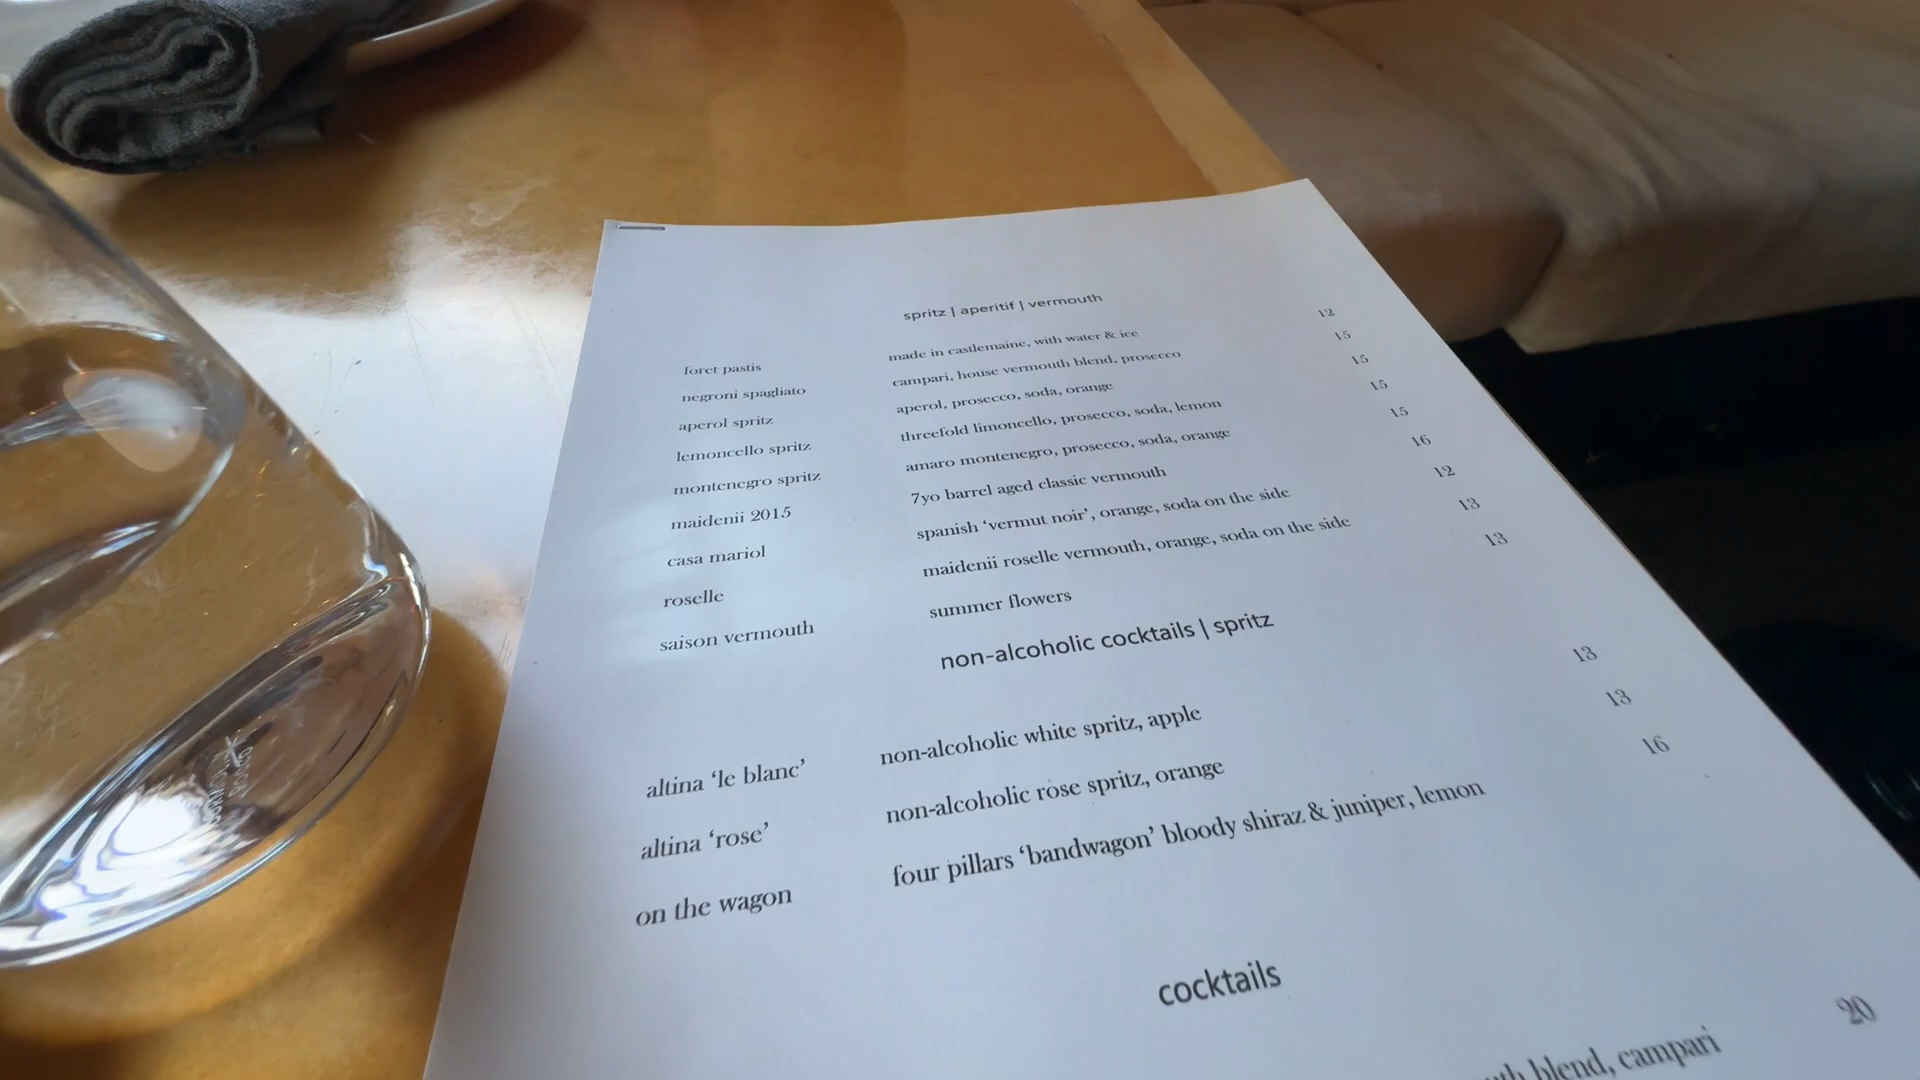 spritz | aperitif | vermouth
foret pastis made in castlemaine, with water & ice 12
negroni spagliato campari, house vermouth blend, prosecco 15
aperol spritz aperol, prosecco, soda, orange 15
lemoncello spritz threefold limoncello, prosecco, soda, lemon 15
montenegro spritz amaro montenegro, prosecco, soda, orange 15
maidenii 2015 7yo barrel aged classic vermouth 16
casa mariol spanish ‘vermut noir’, orange, soda on the side 12
roselle maidenii roselle vermouth, orange, soda on the side 13
saison vermouth summer flowers 13
non-alcoholic cocktails | spritz
altina ‘le blanc’ non-alcoholic white spritz, apple 13
altina ‘rose’ non-alcoholic rose spritz, orange 13
on the wagon four pillars ‘bandwagon’ bloody shiraz & juniper, lemon 16
cocktails
blend, campari 20